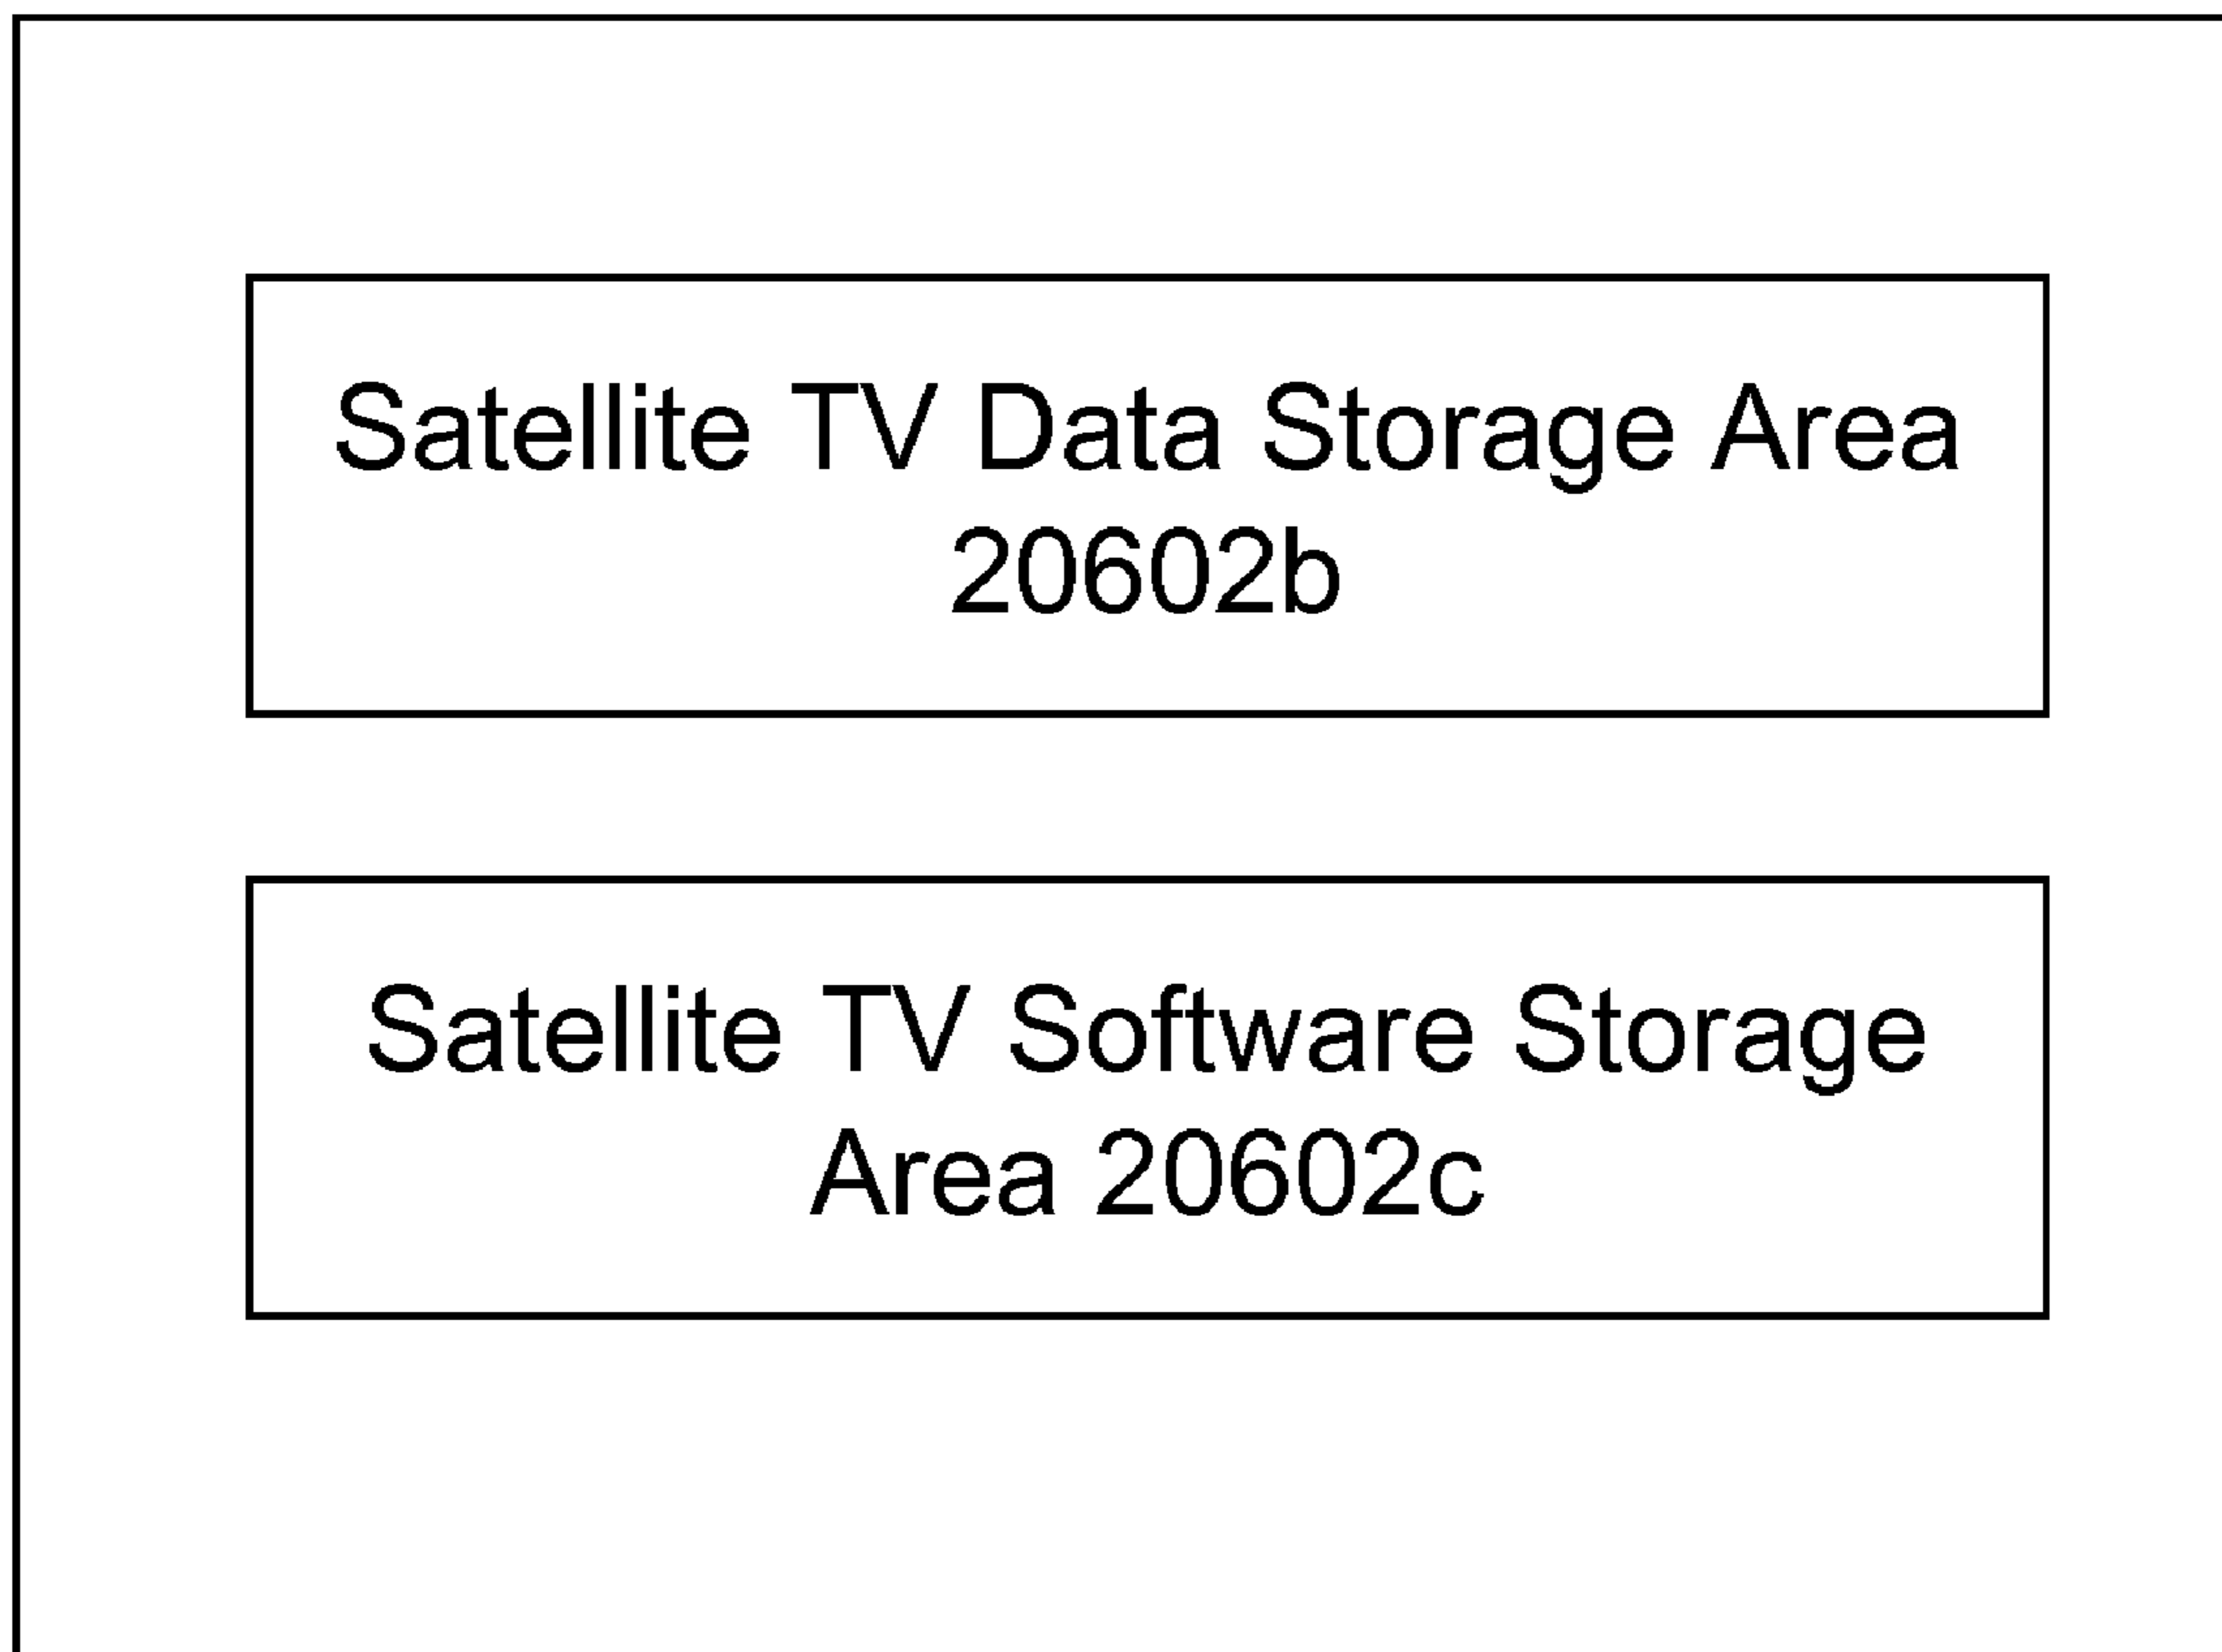 Satellite TV Data Storage Area
20602b
Satellite TV Software Storage
Area 20602c